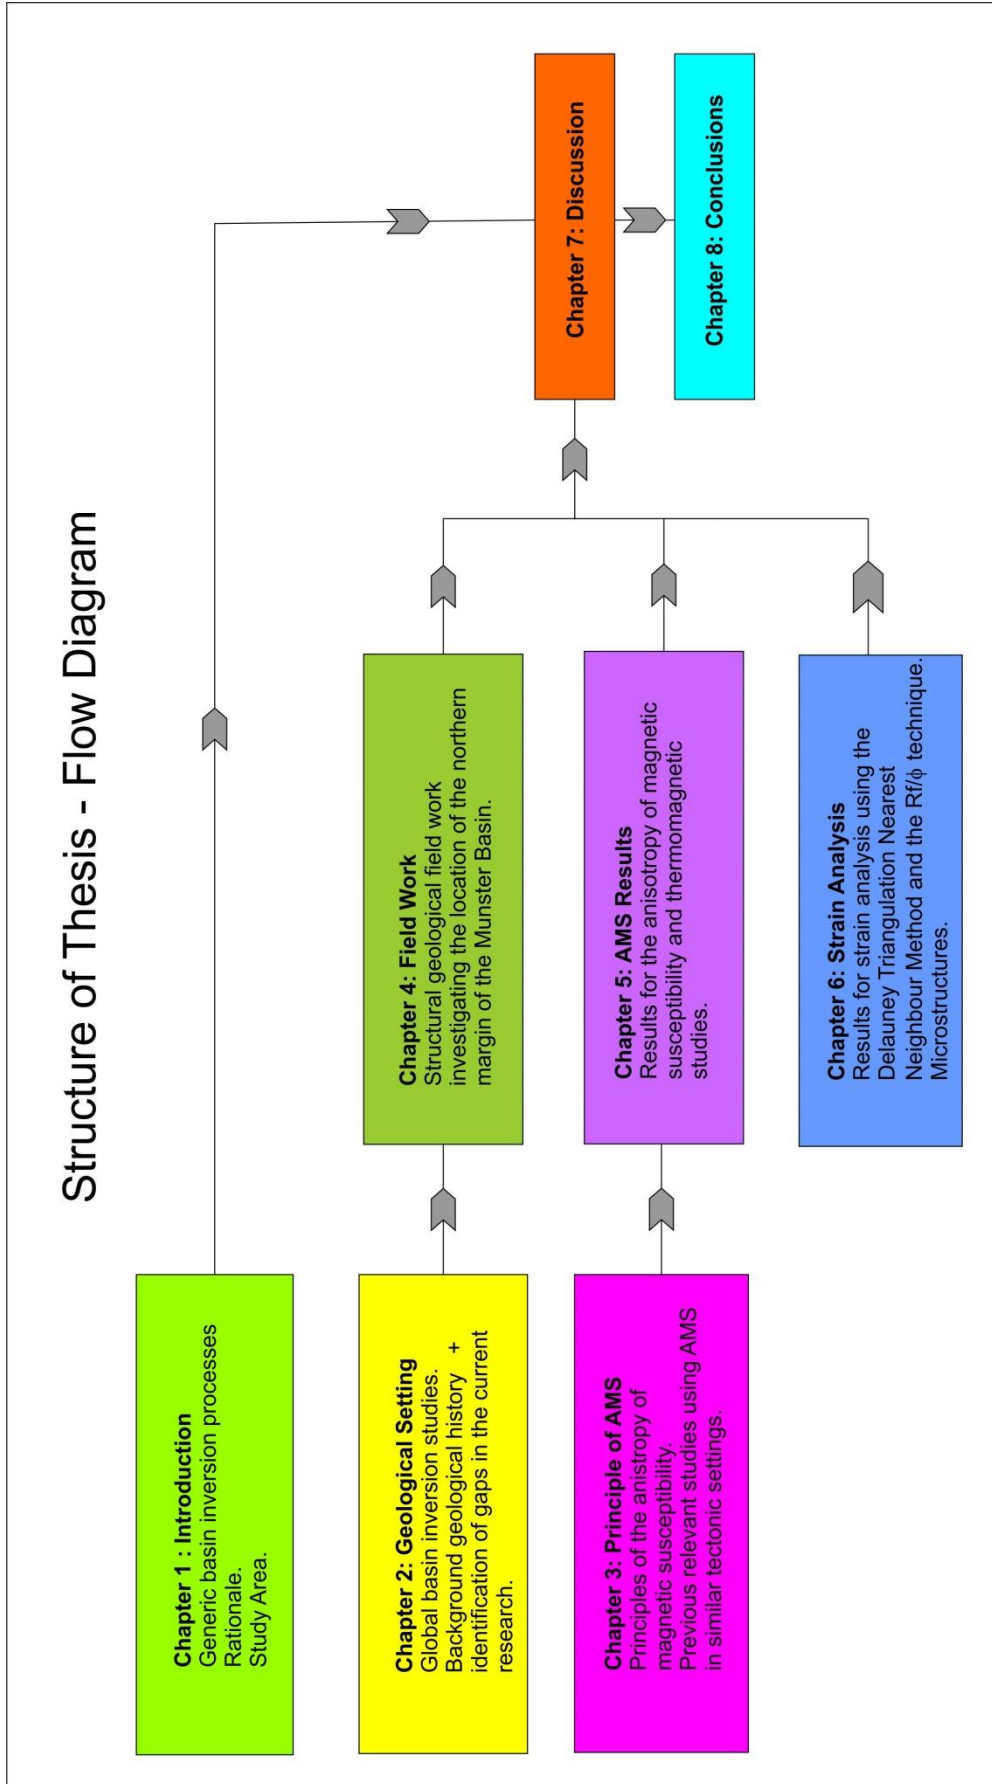 Structure of Thesis - Flow Diagram
Chapter 1 : Introduction
Generic basin inversion processes
Rationale.
Study Area.
Chapter 2: Geological Setting
Global basin inversion studies.
Background geological history +
identification of gaps in the current
research.
Chapter 3: Principle of AMS
Principles of the anistropy of
magnetic susceptibility.
Previous relevant studies using AMS
in similar tectonic settings.
Chapter 4: Field Work
Structural geological field work
investigating the location of the northern
margin of the Munster Basin.
Chapter 5: AMS Results
Results for the anisotropy of magnetic
susceptibility and thermomagnetic
studies.
Chapter 6: Strain Analysis
Results for strain analysis using the
Delauney Triangulation Nearest
Neighbour Method and the Rf/ϕ technique.
Microstructures.
Chapter 7: Discussion
Chapter 8: Conclusions